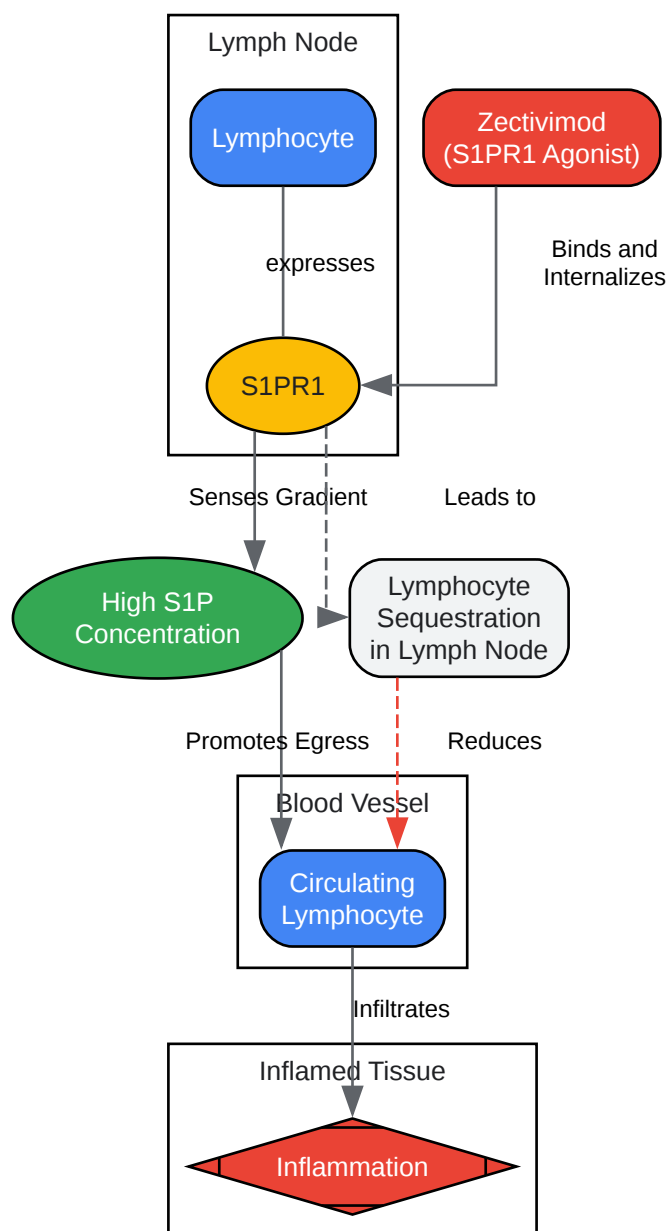 Lymph Node
Lymphocyte
Zectivimod
(S1PR1 Agonist)
expresses
Binds and
Internalizes
S1PR1
Senses Gradient
Leads to
High S1P
Concentration
Lymphocyte
Sequestration
in Lymph Node
Promotes Egress
Reduces
Blood Vessel
Circulating
Lymphocyte
Infiltrates
Inflamed Tissue
Inflammation